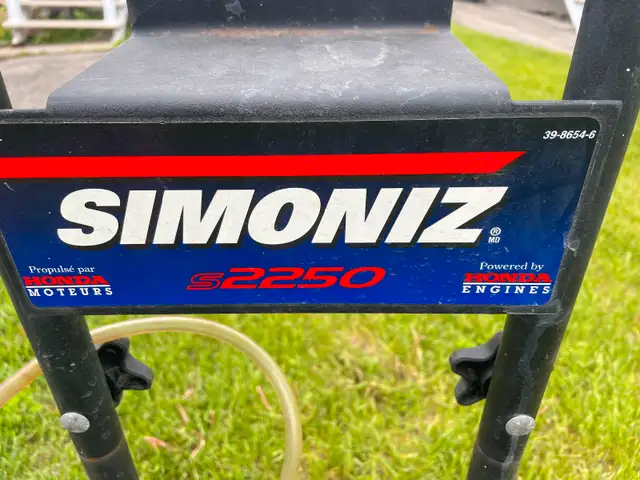 39-8654-6
SIMONIZ® MD
Propulsé par
HONDA
MOTEURS
S2250
Powered by
HONDA
ENGINES